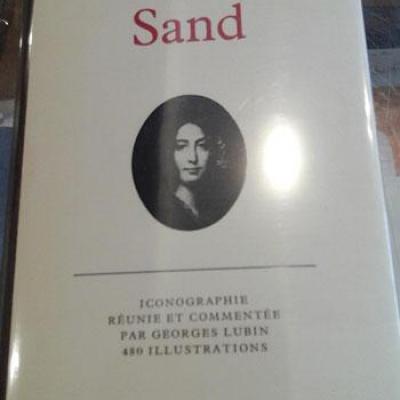 Sand
ICONOGRAPHIE
RÉUNIE ET COMMENTÉE
PAR GEORGES LUBIN
480 ILLUSTRATIONS